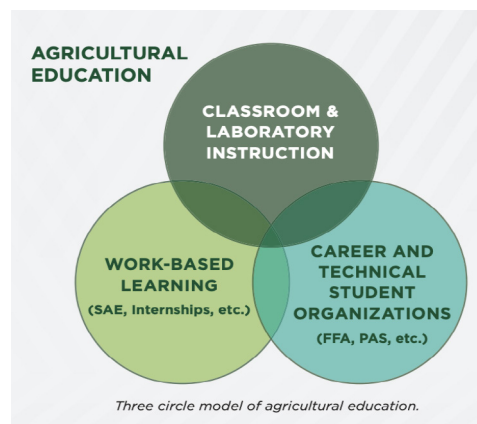 AGRICULTURAL
EDUCATION
CLASSROOM &
LABORATORY
INSTRUCTION
WORK-BASED
LEARNING
(SAE, Internships, etc.)
CAREER AND
TECHNICAL
STUDENT
ORGANIZATIONS
(FFA, PAS, etc.)
Three circle model of agricultural education.